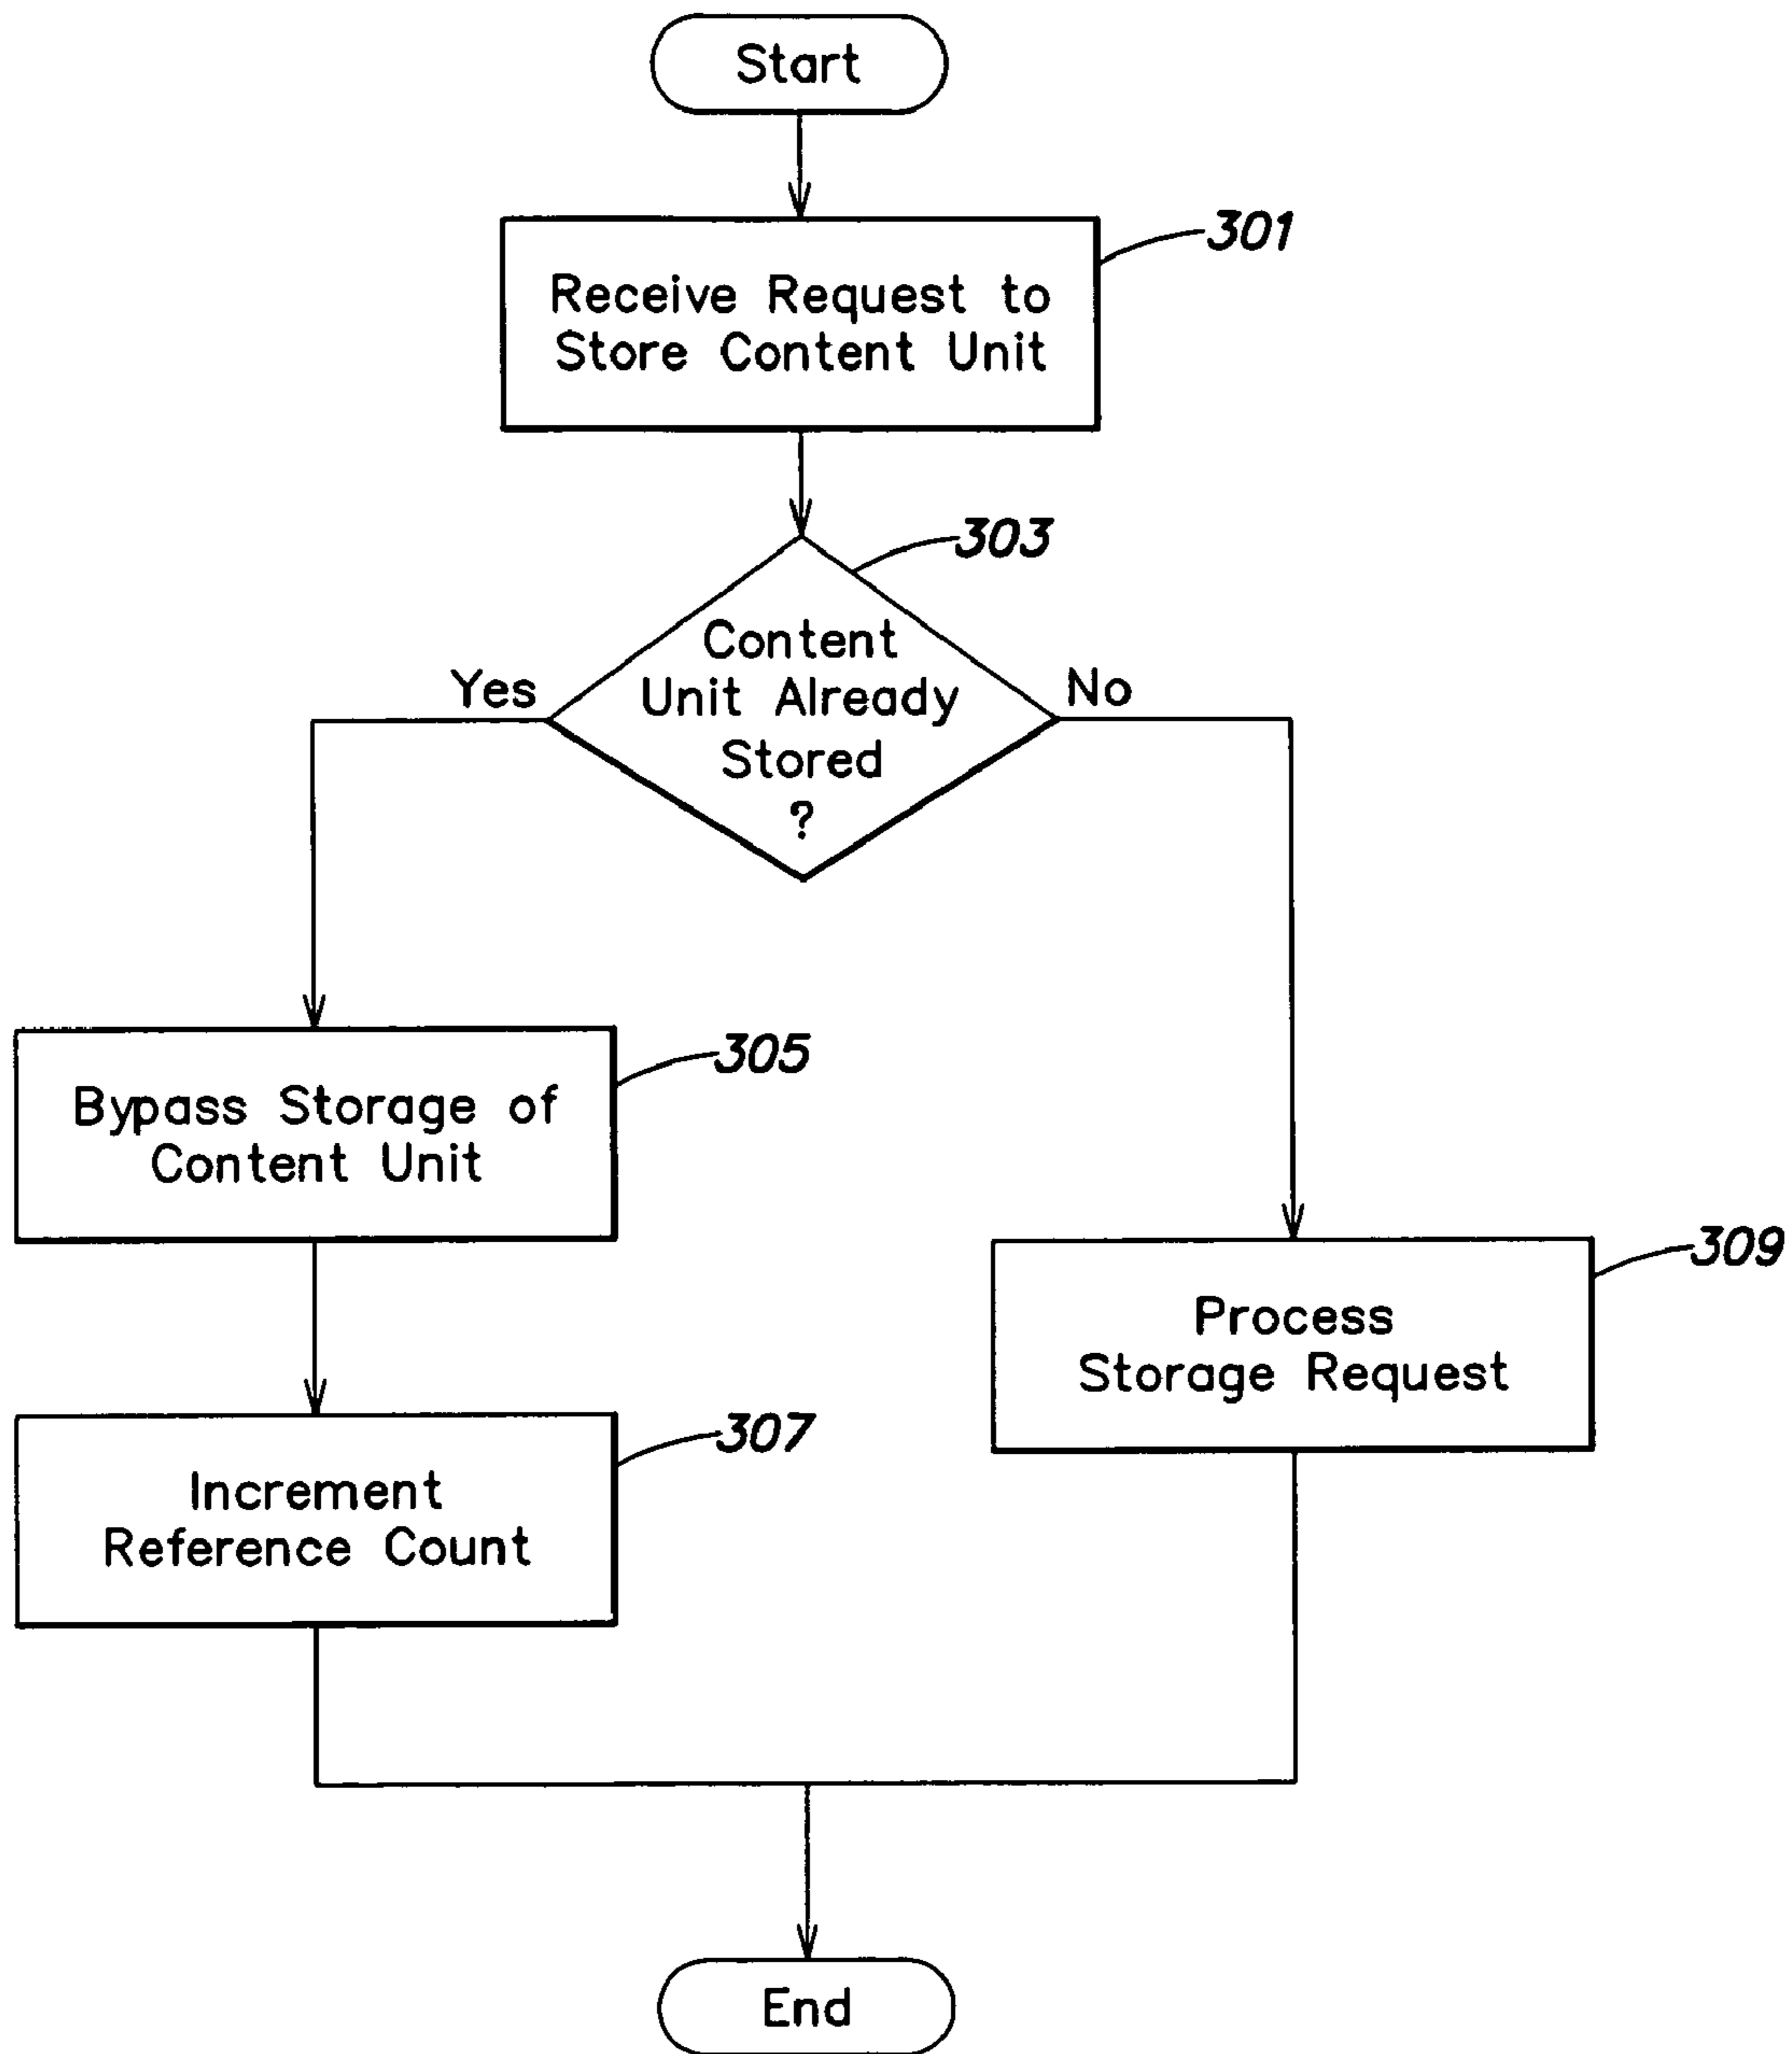 Start
301
Receive Request to
Store Content Unit
303
Content
Unit Already
Stored
?
Yes
No
305
Bypass Storage of
Content Unit
309
Process
Storage Request
307
Increment
Reference Count
End